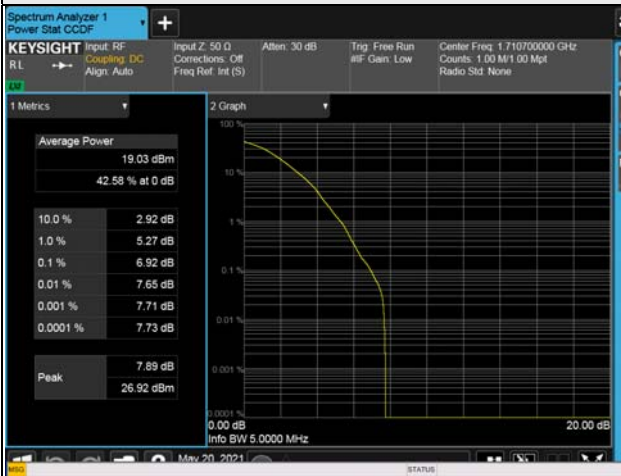 Spectrum Analyzer 1
Power Stat CCDF
KEYSIGHT
RL
Input: RF
Coupling: DC
Align: Auto
Input Z: 50 Ω
Corrections: Off
Freq Ref: Int (S)
Atten: 30 dB
Trig: Free Run
#IF Gain: Low
Center Freq: 1.710700000 GHz
Counts: 1.00 M/1.00 Mpt
Radio Std: None
1 Metrics
Average Power
19.03 dBm
42.58 % at 0 dB
10.0 % 2.92 dB
1.0 % 5.27 dB
0.1 % 6.92 dB
0.01 % 7.65 dB
0.001 % 7.71 dB
0.0001 % 7.73 dB
Peak
7.89 dB
26.92 dBm
2 Graph
100 %
10 %
1 %
0.1 %
0.01 %
0.001 %
0.0001 %
0.00 dB
20.00 dB
Info BW 5.0000 MHz
May 20, 2021
MSG
STATUS